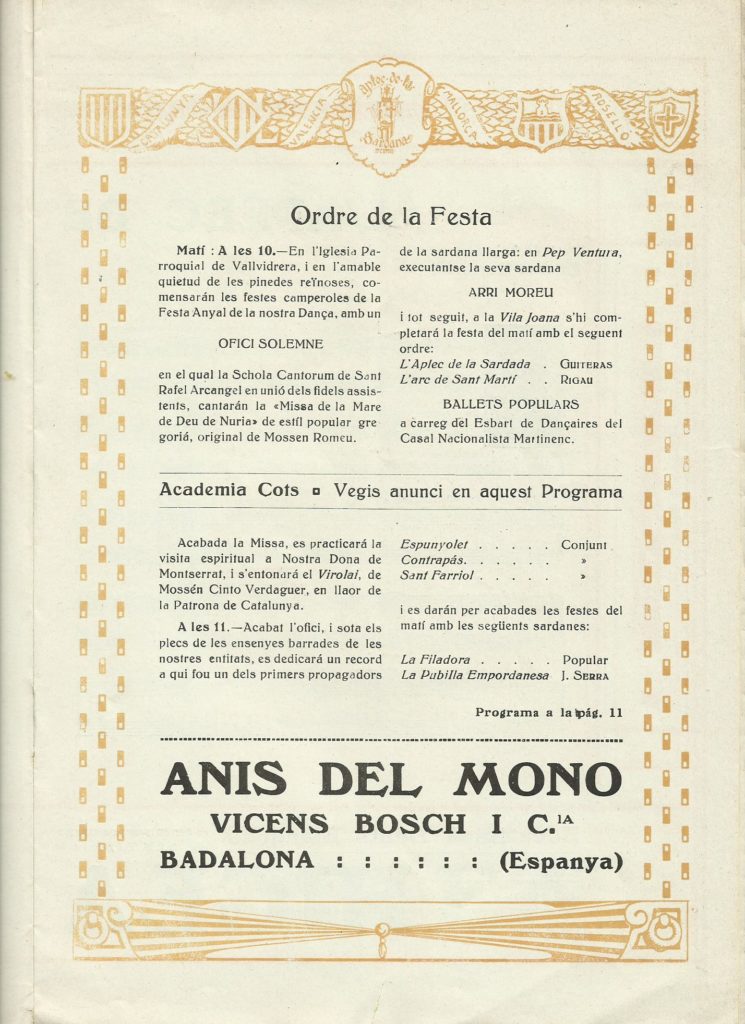 CATALUNYA
VALENCIA
Aplec de la
Sardana
MALLORCA
ROSELLÓ
Ordre de la Festa
Matí : A les 10.—En l'Iglesia Pa-
rroquial de Vallvidrera, i en l'amable
quietud de les pinedes reïnoses, co-
mensarán les festes camperoles de la
Festa Anyal de la nostra Dança, amb un
OFICI SOLEMNE
en el qual la Schola Cantorum de Sant
Rafel Arcangel en unió dels fidels assis-
tents, cantarán la «Missa de la Mare
de Deu de Nuria» de estil popular gre
goriá, original de Mossen Romeu.
de la sardana llarga: en Pep Ventura,
executantse la seva sardana
ARRI MOREU
i tot seguit, a la Vila Joana s'hi com-
pletará la festa del matí amb el seguent
ordre:
L'Aplec de la Sardada . GUITERAS
L'arc de Sant Martí . . RIGAU
BALLETS POPULARS
a carreg del Esbart de Dançaires del
Casal Nacionalista Martinenc.
Academia Cots ▫ Vegis anunci en aquest Programa
Acabada la Missa, es practicará la
visita espiritual a Nostra Dona de
Montserrat, i s'entonará el Virolai, de
Mossén Cinto Verdaguer, en llaor de
la Patrona de Catalunya.
A les 11.—Acabat l'ofici, i sota els
plecs de les ensenyes barrades de les
nostres entitats, es dedicará un record
a qui fou un dels primers propagadors
Espunyolet . . . . . Conjunt
Contrapás. . . . . . »
Sant Farriol . . . . . »
i es darán per acabades les festes del
matí amb les següents sardanes:
La Filadora . . . . . Popular
La Pubilla Empordanesa J. SERRA
Programa a la pág. 11
ANIS DEL MONO
VICENS BOSCH I C.IA
BADALONA : : : : : : (Espanya)